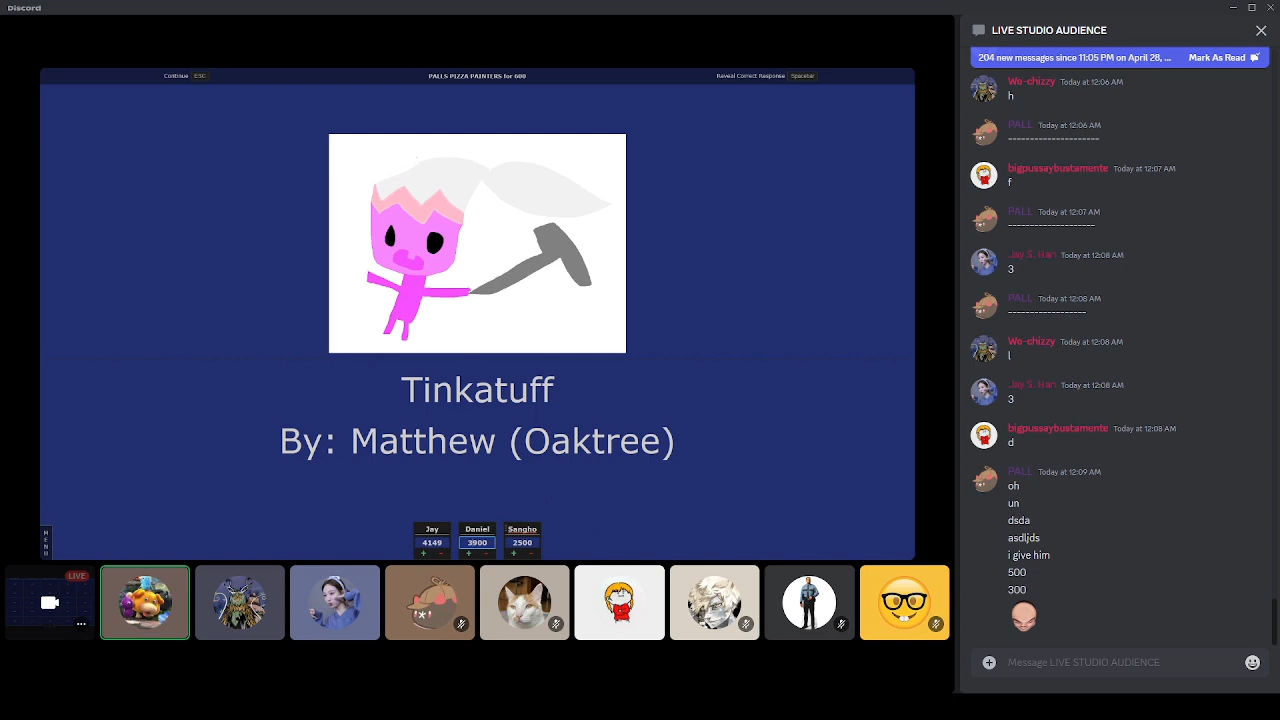 Discord
Continue ESC
PALLS PIZZA PAINTERS for 600
Reveal Correct Response Spacebar
Tinkatuff
By: Matthew (Oaktree)
MENU
Jay
4149
+ -
Daniel
3900
+ -
Sangho
2500
+ -
LIVE
LIVE STUDIO AUDIENCE
204 new messages since 11:05 PM on April 28, ... Mark As Read
Wo-chizzy Today at 12:06 AM
h
PALL Today at 12:06 AM
---------------------
bigpussaybustamente Today at 12:07 AM
f
PALL Today at 12:07 AM
--------------------
Jay S. Han Today at 12:08 AM
3
PALL Today at 12:08 AM
------------------
Wo-chizzy Today at 12:08 AM
l
Jay S. Han Today at 12:08 AM
3
bigpussaybustamente Today at 12:08 AM
d
PALL Today at 12:09 AM
oh
un
dsda
asdljds
i give him
500
300
Message LIVE STUDIO AUDIENCE